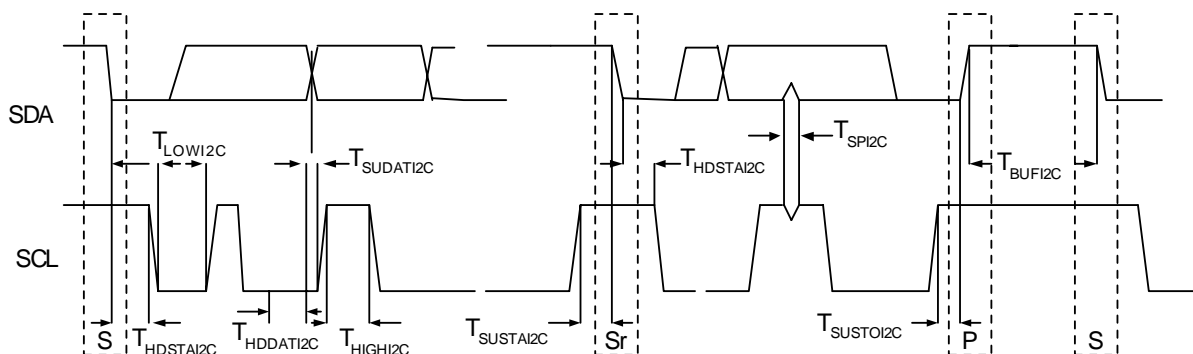 SDA
T_LOWI2C
T_SUDATI2C
T_HDSTAI2C
T_SPI2C
T_BUFI2C
SCL
S
T_HDSTAI2C
T_HDDATI2C
T_HIGHI2C
T_SUSTAI2C
Sr
T_SUSTOI2C
P
S